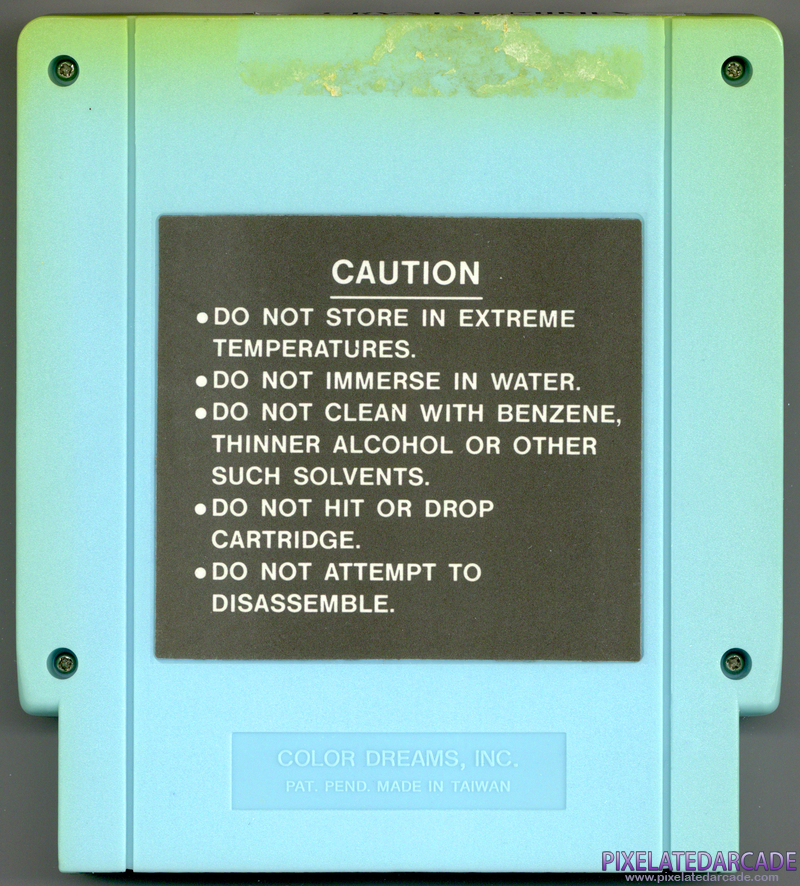 CAUTION
●DO NOT STORE IN EXTREME
TEMPERATURES.
●DO NOT IMMERSE IN WATER.
●DO NOT CLEAN WITH BENZENE,
THINNER ALCOHOL OR OTHER
SUCH SOLVENTS.
●DO NOT HIT OR DROP
CARTRIDGE.
●DO NOT ATTEMPT TO
DISASSEMBLE.
COLOR DREAMS, INC.
PAT. PEND. MADE IN TAIWAN
PIXELATEDARCADE
www.pixelatedarcade.com